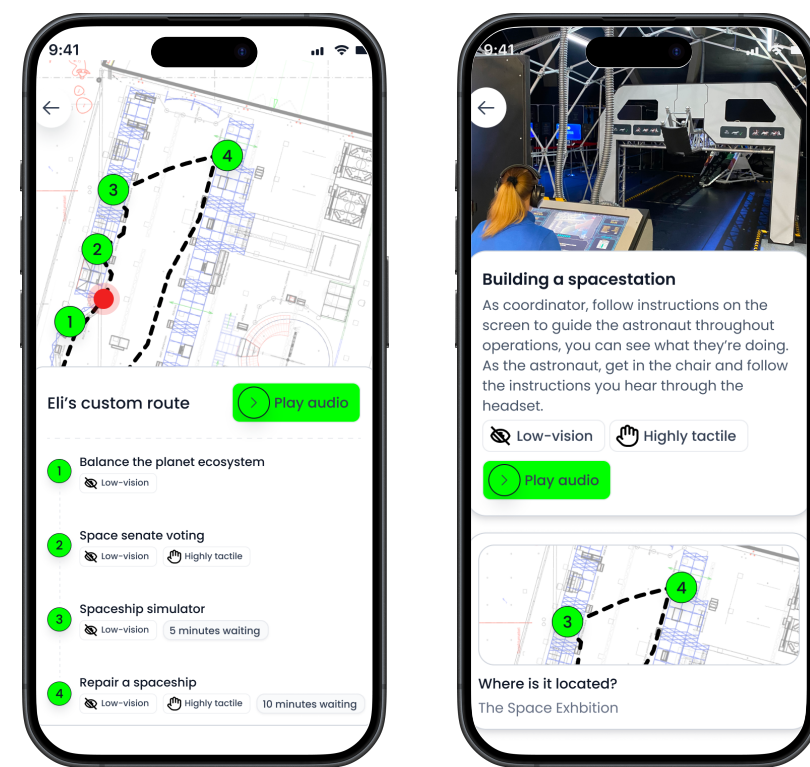 9:41
4
3
2
1
Eli's custom route
Play audio
1
Balance the planet ecosystem
Low-vision
2
Space senate voting
Low-vision
Highly tactile
3
Spaceship simulator
Low-vision
5 minutes waiting
4
Repair a spaceship
Low-vision
Highly tactile
10 minutes waiting
9:41
Building a spacestation
As coordinator, follow instructions on the
screen to guide the astronaut throughout
operations, you can see what they're doing.
As the astronaut, get in the chair and follow
the instructions you hear through the
headset.
Low-vision
Highly tactile
Play audio
4
3
Where is it located?
The Space Exhbition